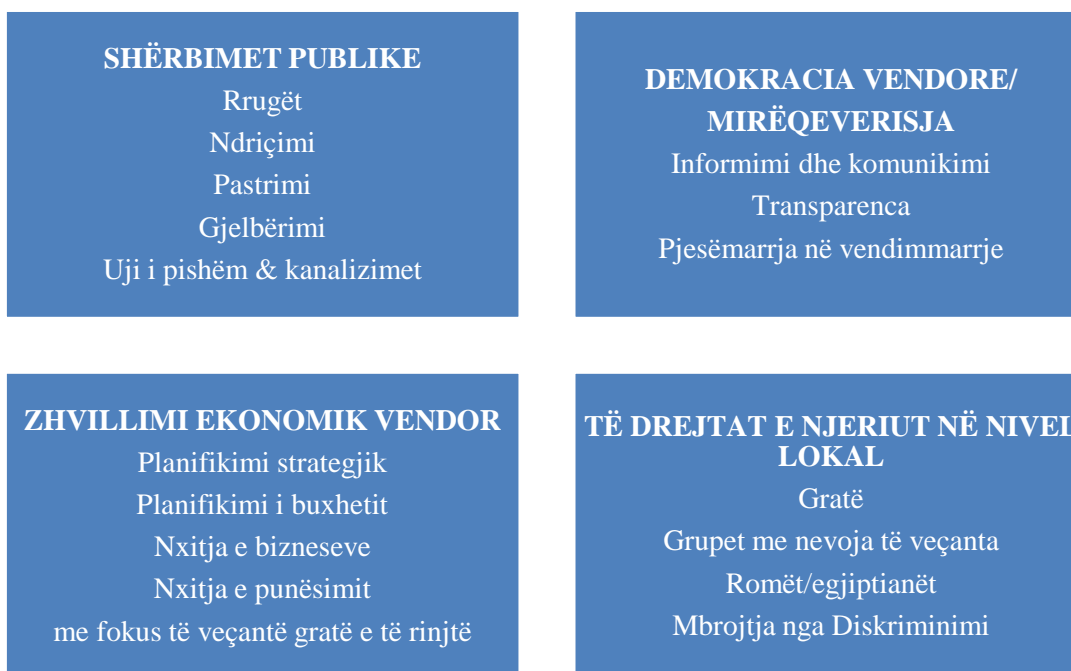 SHËRBIMET PUBLIKE
Rrugët
Ndriçimi
Pastrimi
Gjelbërimi
Uji i pishëm & kanalizimet
DEMOKRACIA VENDORE/
MIRËQEVERISJA
Informimi dhe komunikimi
Transparenca
Pjesëmarrja në vendimmarrje
ZHVILLIMI EKONOMIK VENDOR
Planifikimi strategjik
Planifikimi i buxhetit
Nxitja e bizneseve
Nxitja e punësimit
me fokus të veçantë gratë e të rinjtë
TË DREJTAT E NJERIUT NË NIVEL
LOKAL
Gratë
Grupet me nevoja të veçanta
Romët/egjiptianët
Mbrojtja nga Diskriminimi